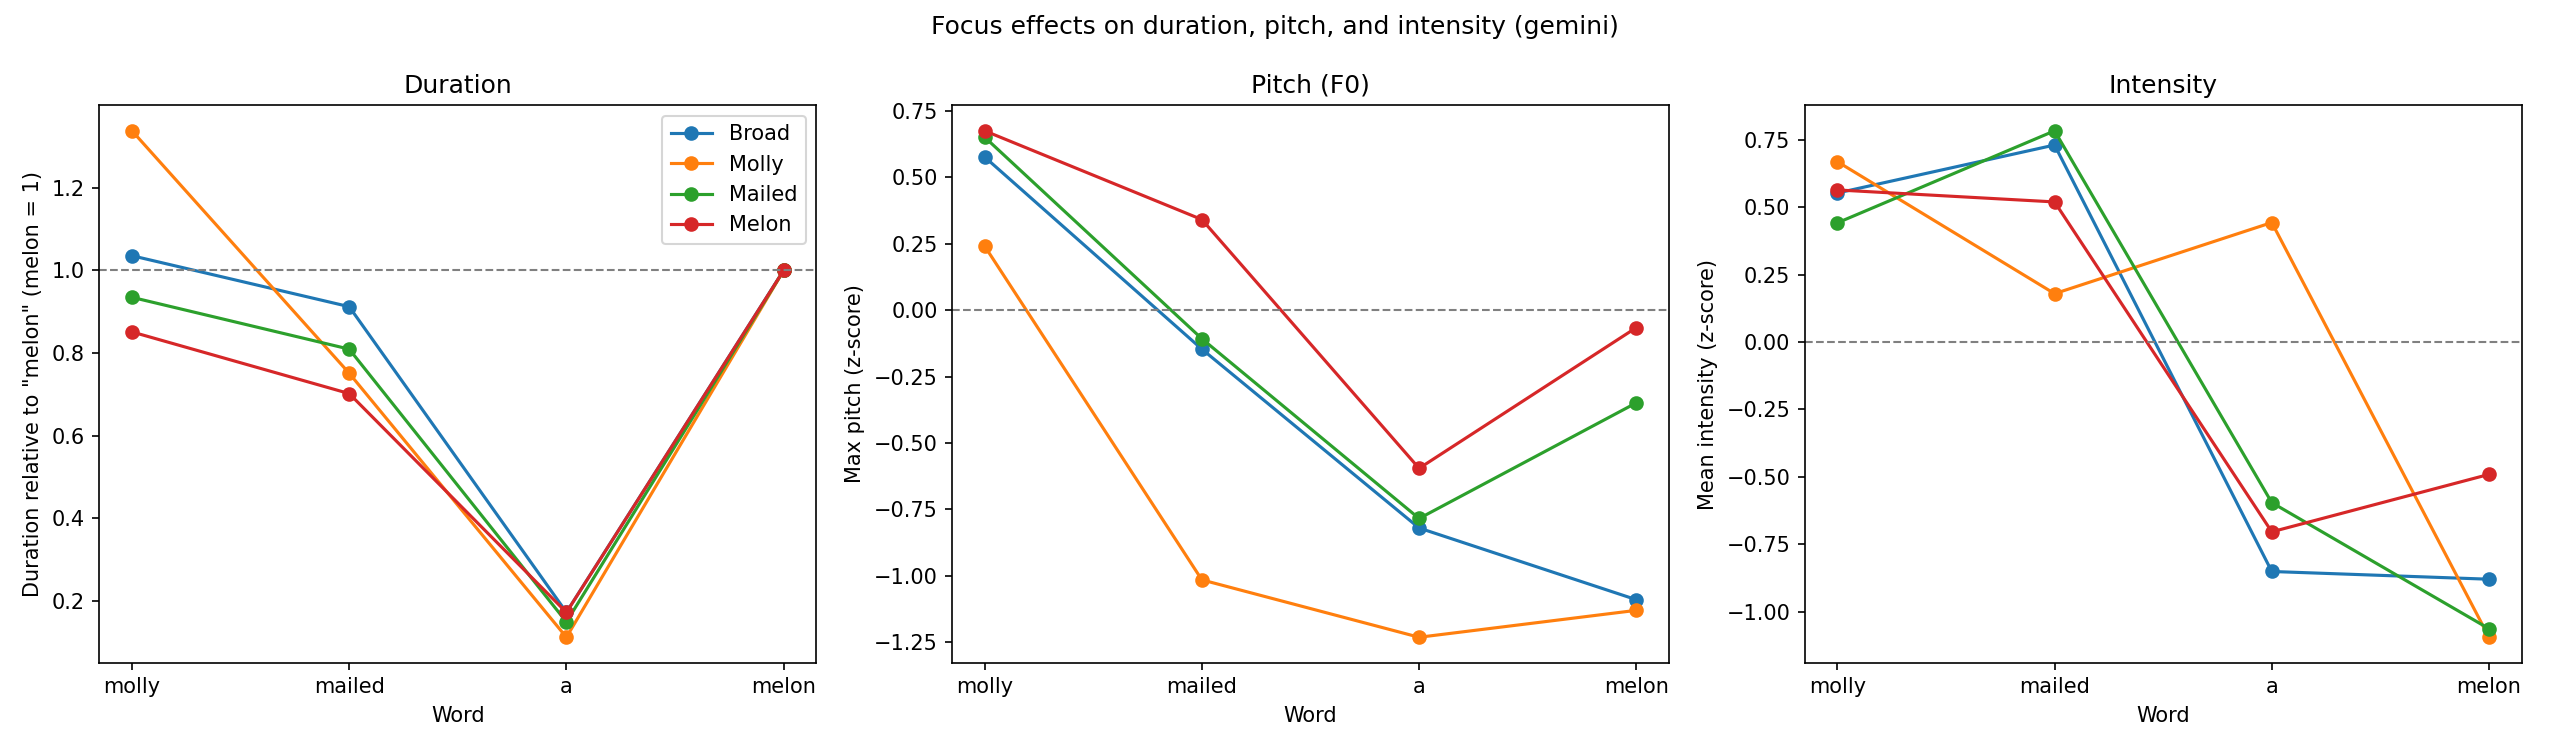 Focus effects on duration, pitch, and intensity (gemini)
Duration
Duration relative to "melon" (melon = 1)
1.2
1.0
0.8
0.6
0.4
0.2
Broad
Molly
Mailed
Melon
molly mailed a melon
Word
Pitch (F0)
Max pitch (z-score)
0.75
0.50
0.25
0.00
−0.25
−0.50
−0.75
−1.00
−1.25
molly mailed a melon
Word
Intensity
Mean intensity (z-score)
0.75
0.50
0.25
0.00
−0.25
−0.50
−0.75
−1.00
molly mailed a melon
Word